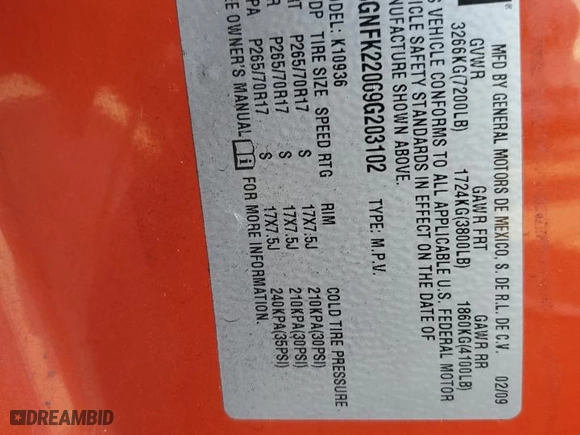 MFD BY GENERAL MOTORS DE MEXICO, S. DE R.L. DE C.V. 02/09
GVWR GAWR FRT GAWR RR
3266KG(7200LB) 1724KG(3800LB) 1860KG(4100LB)
VEHICLE CONFORMS TO ALL APPLICABLE U.S. FEDERAL MOTOR
VEHICLE SAFETY STANDARDS IN EFFECT ON THE DATE OF
MANUFACTURE SHOWN ABOVE.
GNFK220G9G203102 TYPE: M.P.V.
MODEL: K10936
TIRE SIZE SPEED RTG RIM COLD TIRE PRESSURE
P265/70R17 S 17X7.5J 210KPA(30PSI)
P265/70R17 S 17X7.5J 210KPA(30PSI)
P265/70R17 S 17X7.5J 240KPA(35PSI)
OWNER'S MANUAL FOR MORE INFORMATION.
DREAMBID